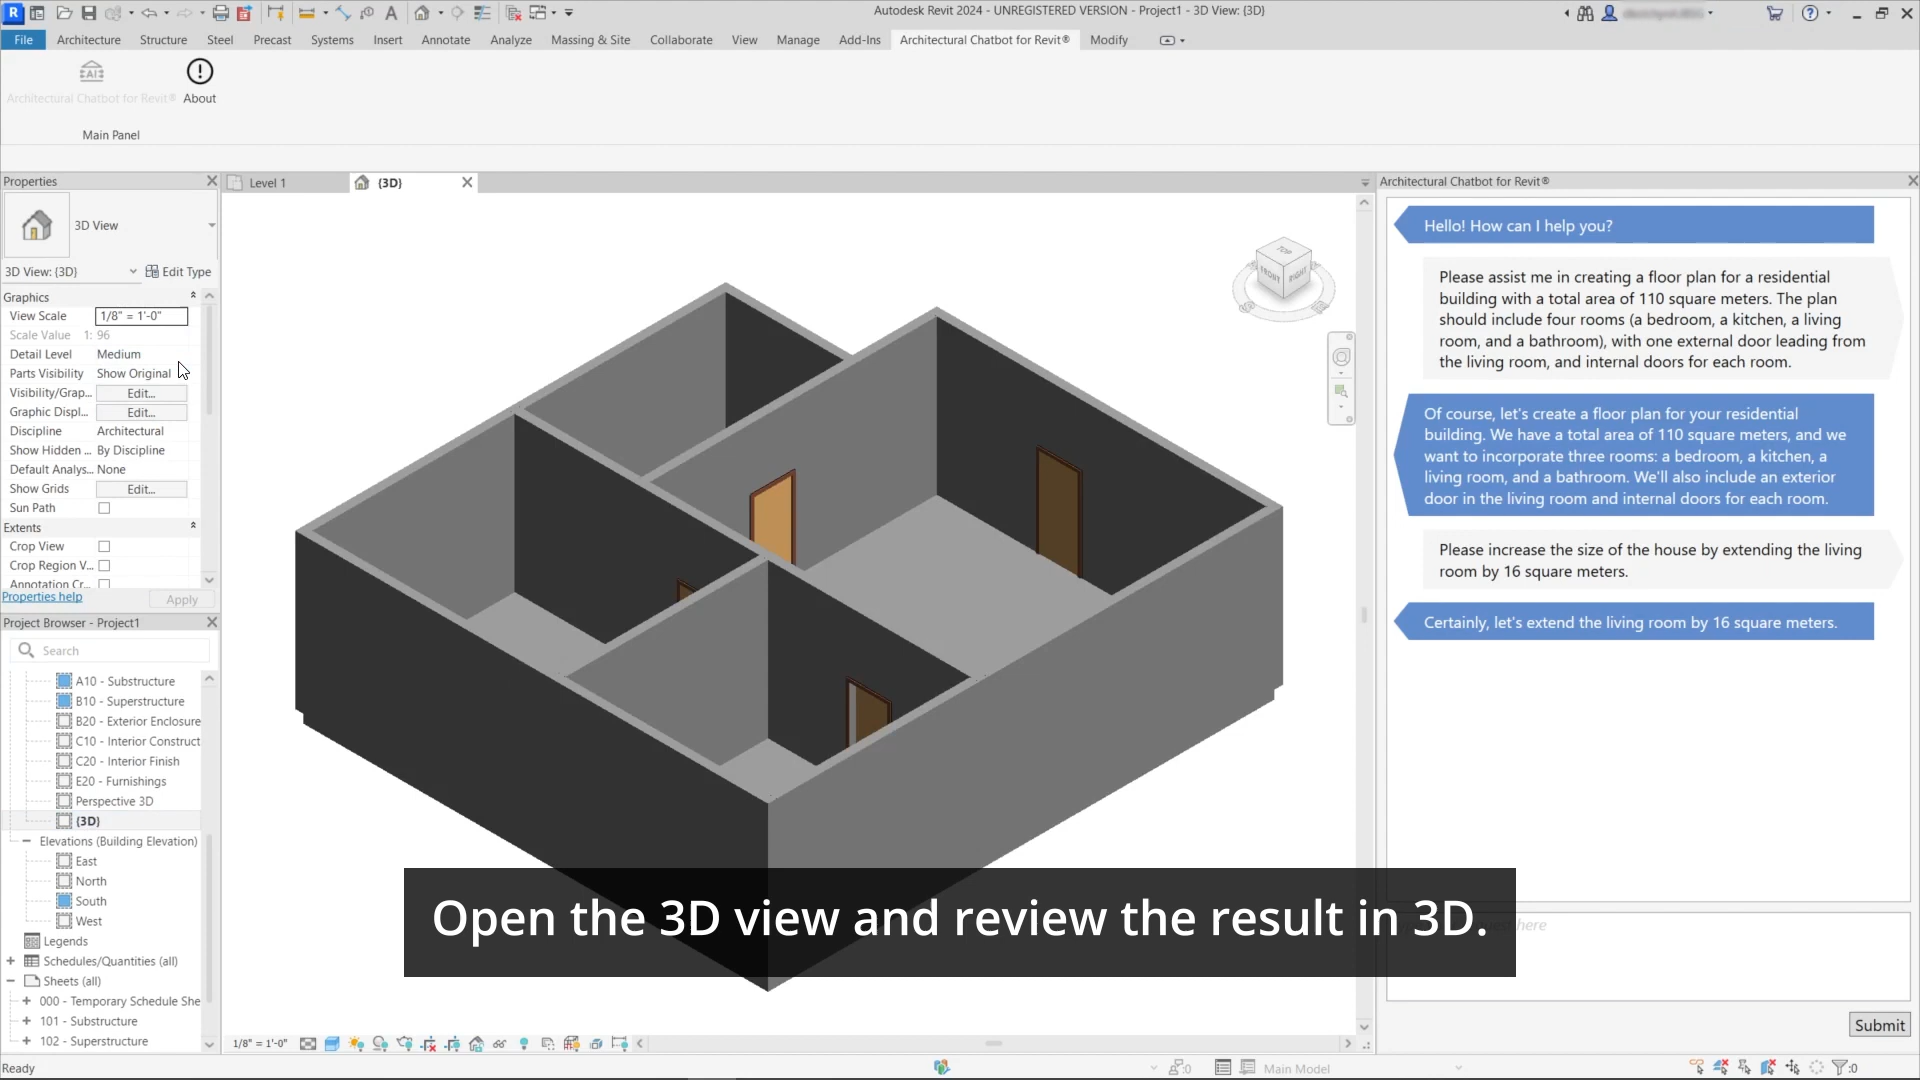 Autodesk Revit 2024 - UNREGISTERED VERSION - Project1 - 3D View: {3D}
File Architecture Structure Steel Precast Systems Insert Annotate Analyze Massing & Site Collaborate View Manage Add-Ins Architectural Chatbot for Revit® Modify
Architectural Chatbot for Revit® About
Main Panel
Properties
3D View
3D View: {3D} Edit Type
Graphics
View Scale 1/8" = 1'-0"
Scale Value 1: 96
Detail Level Medium
Parts Visibility Show Original
Visibility/Grap... Edit...
Graphic Displ... Edit...
Discipline Architectural
Show Hidden ... By Discipline
Default Analys... None
Show Grids Edit...
Sun Path
Extents
Crop View
Crop Region V...
Annotation Cr...
Properties help Apply
Project Browser - Project1
Search
A10 - Substructure
B10 - Superstructure
B20 - Exterior Enclosure
C10 - Interior Construct
C20 - Interior Finish
E20 - Furnishings
Perspective 3D
{3D}
Elevations (Building Elevation)
East
North
South
West
Legends
Schedules/Quantities (all)
Sheets (all)
000 - Temporary Schedule She
101 - Substructure
102 - Superstructure
Level 1 {3D}
TOP
FRONT RIGHT
Open the 3D view and review the result in 3D.
1/8" = 1'-0"
Architectural Chatbot for Revit®
Hello! How can I help you?
Please assist me in creating a floor plan for a residential
building with a total area of 110 square meters. The plan
should include four rooms (a bedroom, a kitchen, a living
room, and a bathroom), with one external door leading from
the living room, and internal doors for each room.
Of course, let's create a floor plan for your residential
building. We have a total area of 110 square meters, and we
want to incorporate three rooms: a bedroom, a kitchen, a
living room, and a bathroom. We'll also include an exterior
door in the living room and internal doors for each room.
Please increase the size of the house by extending the living
room by 16 square meters.
Certainly, let's extend the living room by 16 square meters.
here
Submit
Ready :0 Main Model :0